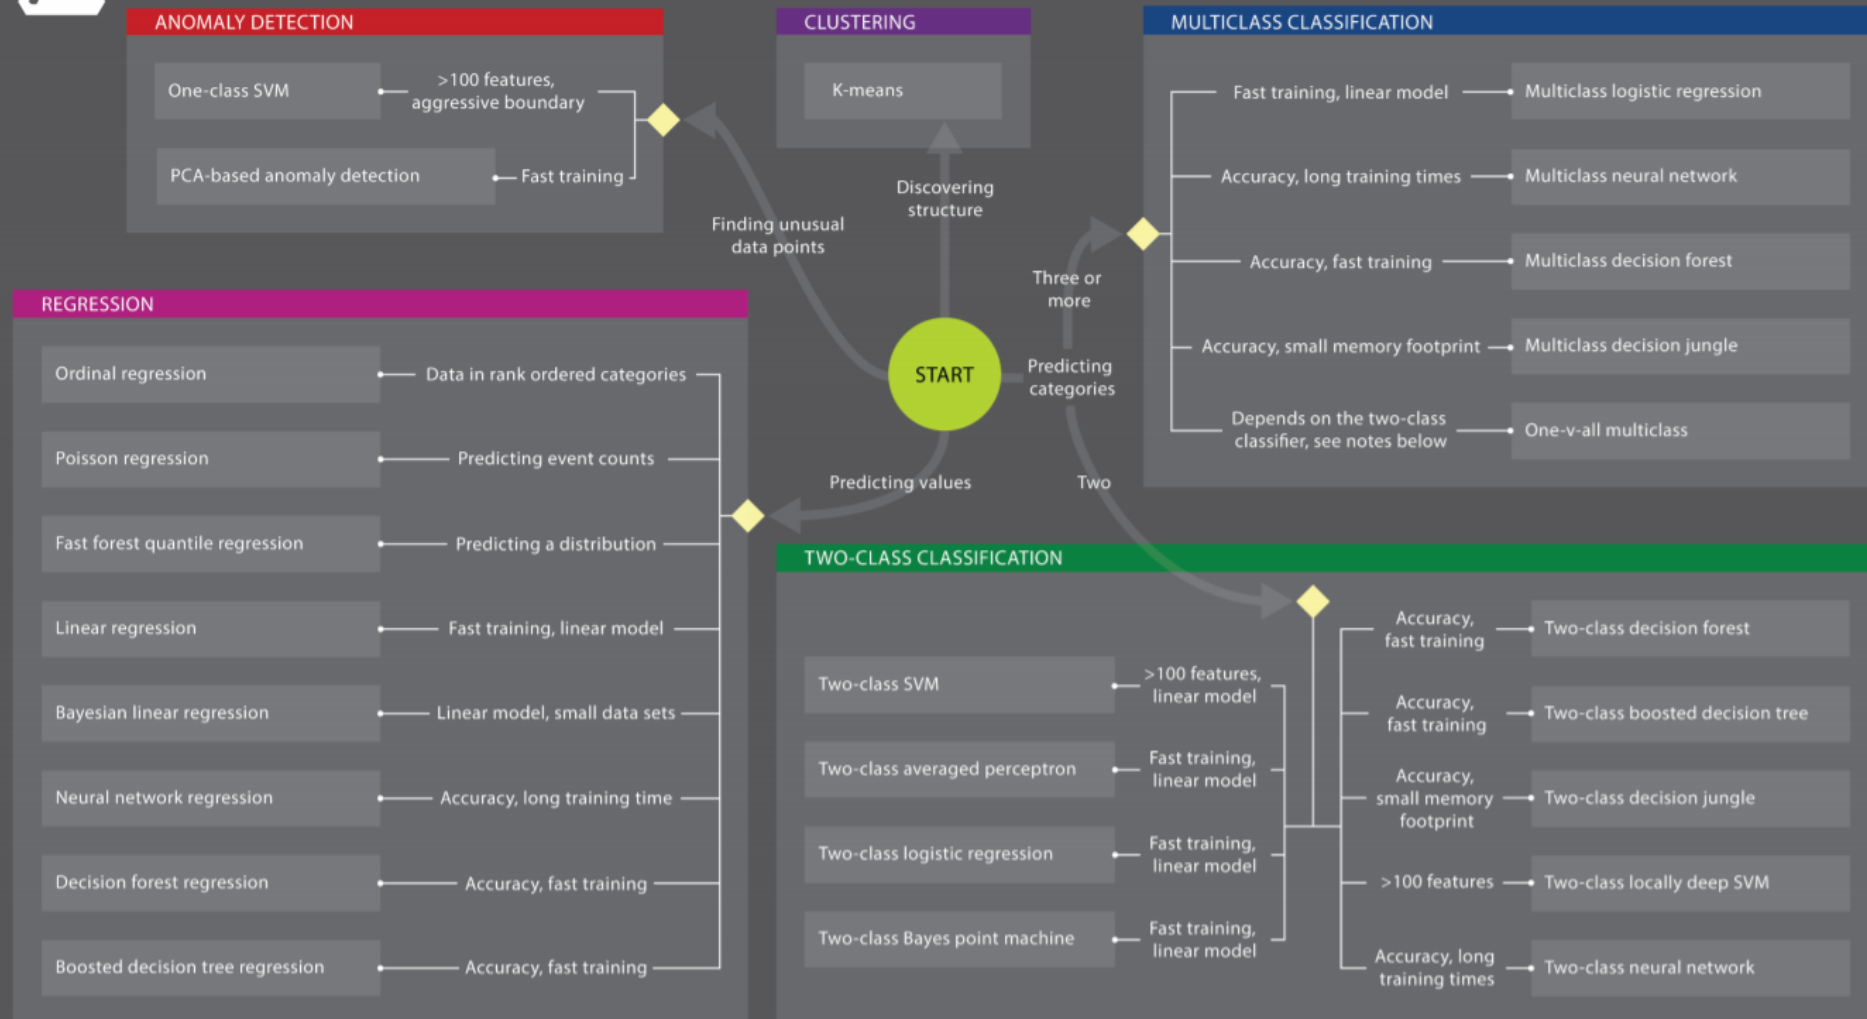 ANOMALY DETECTION
One-class SVM
>100 features,
aggressive boundary
PCA-based anomaly detection
Fast training
CLUSTERING
K-means
MULTICLASS CLASSIFICATION
Fast training, linear model
Multiclass logistic regression
Accuracy, long training times
Multiclass neural network
Accuracy, fast training
Multiclass decision forest
Accuracy, small memory footprint
Multiclass decision jungle
Depends on the two-class
classifier, see notes below
One-v-all multiclass
Finding unusual
data points
Discovering
structure
Three or
more
START
Predicting
categories
Predicting values
Two
REGRESSION
Ordinal regression
Data in rank ordered categories
Poisson regression
Predicting event counts
Fast forest quantile regression
Predicting a distribution
Linear regression
Fast training, linear model
Bayesian linear regression
Linear model, small data sets
Neural network regression
Accuracy, long training time
Decision forest regression
Accuracy, fast training
Boosted decision tree regression
Accuracy, fast training
TWO-CLASS CLASSIFICATION
Two-class SVM
>100 features,
linear model
Two-class averaged perceptron
Fast training,
linear model
Two-class logistic regression
Fast training,
linear model
Two-class Bayes point machine
Fast training,
linear model
Accuracy,
fast training
Two-class decision forest
Accuracy,
fast training
Two-class boosted decision tree
Accuracy,
small memory
footprint
Two-class decision jungle
>100 features
Two-class locally deep SVM
Accuracy, long
training times
Two-class neural network